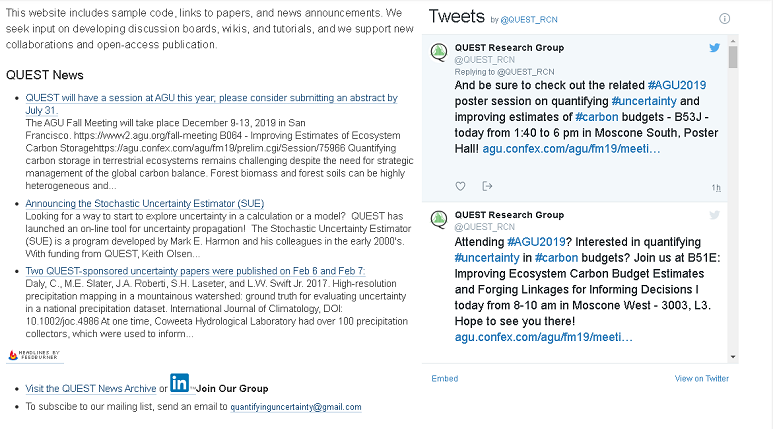 This website includes sample code, links to papers, and news announcements. We
seek input on developing discussion boards, wikis, and tutorials, and we support new
collaborations and open-access publication.
QUEST News
QUEST will have a session at AGU this year; please consider submitting an abstract by
July 31.
The AGU Fall Meeting will take place December 9-13, 2019 in San
Francisco. https://www2.agu.org/fall-meeting B064 - Improving Estimates of Ecosystem
Carbon Storagehttps://agu.confex.com/agu/fm19/prelim.cgi/Session/75966 Quantifying
carbon storage in terrestrial ecosystems remains challenging despite the need for strategic
management of the global carbon balance. Forest biomass and forest soils can be highly
heterogeneous and...
Announcing the Stochastic Uncertainty Estimator (SUE)
Looking for a way to start to explore uncertainty in a calculation or a model? QUEST has
launched an on-line tool for uncertainty propagation! The Stochastic Uncertainty Estimator
(SUE) is a program developed by Mark E. Harmon and his colleagues in the early 2000's.
With funding from QUEST, Keith Olsen...
Two QUEST-sponsored uncertainty papers were published on Feb 6 and Feb 7:
Daly, C., M.E. Slater, J.A. Roberti, S.H. Laseter, and L.W. Swift Jr. 2017. High-resolution
precipitation mapping in a mountainous watershed: ground truth for evaluating uncertainty
in a national precipitation dataset. International Journal of Climatology, DOI:
10.1002/joc.4986 At one time, Coweeta Hydrological Laboratory had over 100 precipitation
collectors, which were used to inform...
HEADLINES BY
FEEDBURNER
Visit the QUEST News Archive or in™Join Our Group
To subscibe to our mailing list, send an email to quantifyinguncertainty@gmail.com
Tweets by @QUEST_RCN
QUEST Research Group
@QUEST_RCN
Replying to @QUEST_RCN
And be sure to check out the related #AGU2019
poster session on quantifying #uncertainty and
improving estimates of #carbon budgets - B53J -
today from 1:40 to 6 pm in Moscone South, Poster
Hall! agu.confex.com/agu/fm19/meeti…
1h
QUEST Research Group
@QUEST_RCN
Attending #AGU2019? Interested in quantifying
#uncertainty in #carbon budgets? Join us at B51E:
Improving Ecosystem Carbon Budget Estimates
and Forging Linkages for Informing Decisions I
today from 8-10 am in Moscone West - 3003, L3.
Hope to see you there!
agu.confex.com/agu/fm19/meeti…
Embed
View on Twitter